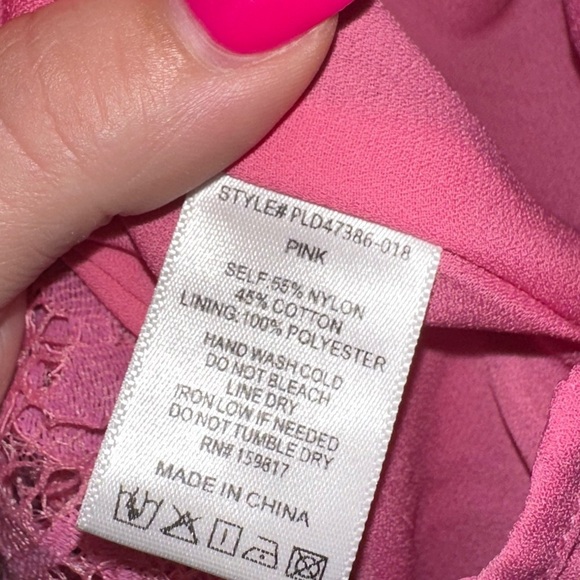 STYLE# PLD47386-018
PINK
SELF:55% NYLON
45% COTTON
LINING:100% POLYESTER
HAND WASH COLD
DO NOT BLEACH
LINE DRY
IRON LOW IF NEEDED
DO NOT TUMBLE DRY
RN# 159817
MADE IN CHINA